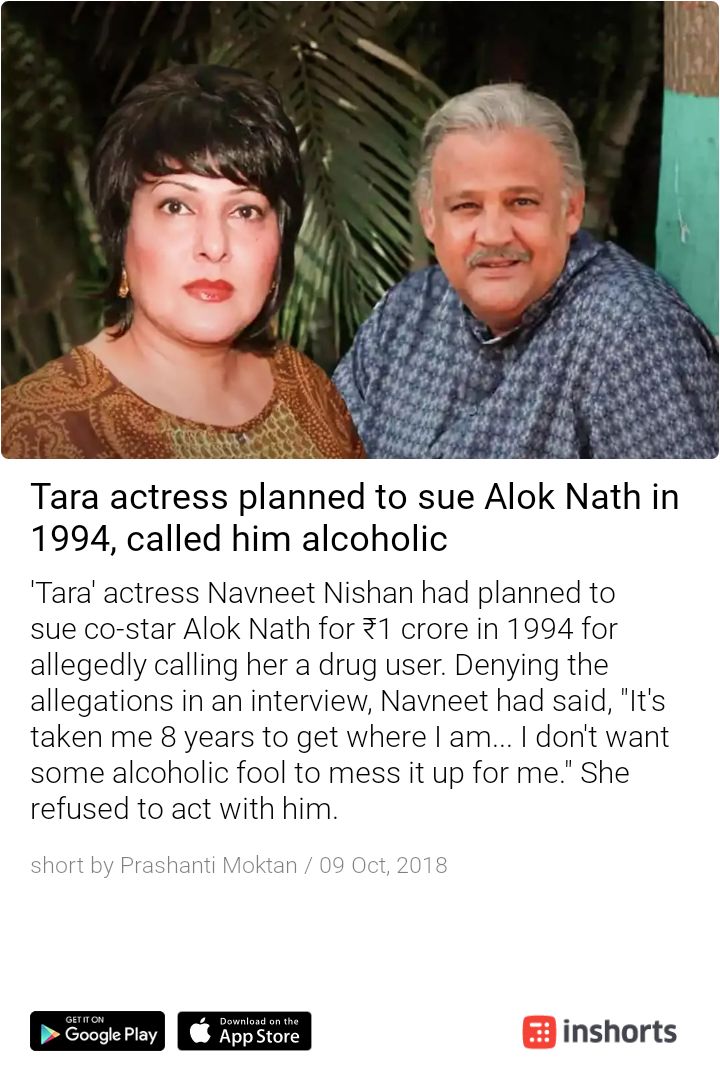 Tara actress planned to sue Alok Nath in
1994, called him alcoholic
'Tara' actress Navneet Nishan had planned to
sue co-star Alok Nath for ₹1 crore in 1994 for
allegedly calling her a drug user. Denying the
allegations in an interview, Navneet had said, "It's
taken me 8 years to get where I am... I don't want
some alcoholic fool to mess it up for me." She
refused to act with him.
short by Prashanti Moktan / 09 Oct, 2018
GET IT ON
Google Play
Download on the
App Store
inshorts